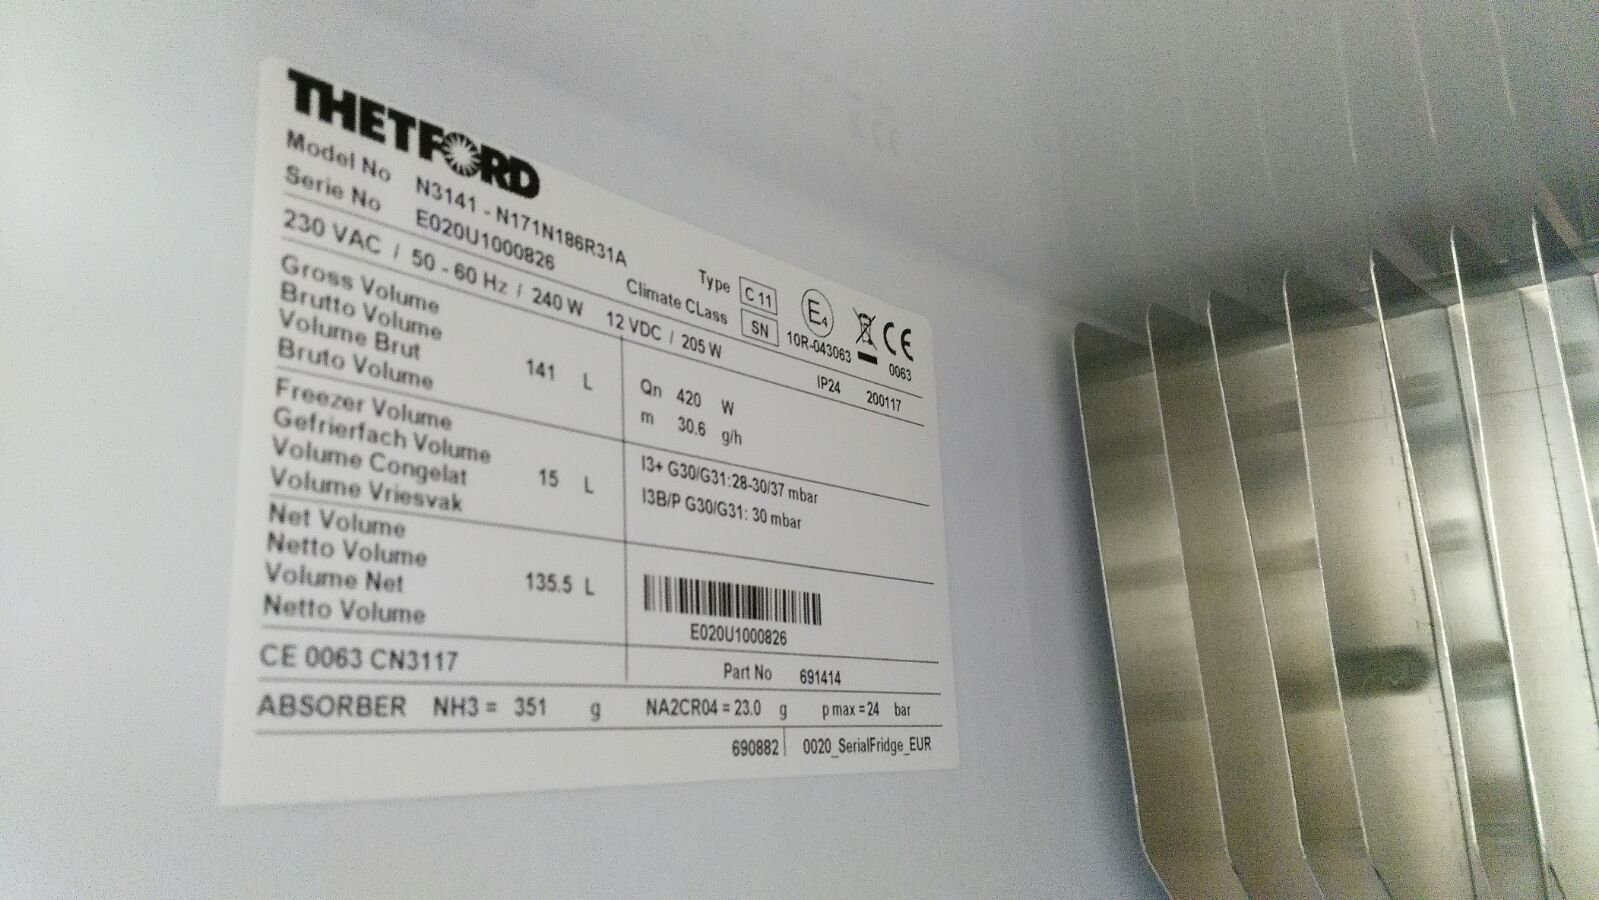 THETFORD
Model No N3141 - N171N186R31A
Serie No E020U1000826
Type C 11
Climate CLass SN
E4
10R-043063
CE
0063
230 VAC / 50 - 60 Hz / 240 W 12 VDC / 205 W IP24 200117
Gross Volume
Brutto Volume
Volume Brut
Bruto Volume
141 L
Qn 420 W
m 30.6 g/h
Freezer Volume
Gefrierfach Volume
Volume Congelat
Volume Vriesvak
15 L
I3+ G30/G31:28-30/37 mbar
I3B/P G30/G31: 30 mbar
Net Volume
Netto Volume
Volume Net
Netto Volume
135.5 L
E020U1000826
CE 0063 CN3117
Part No 691414
ABSORBER NH3 = 351 g NA2CR04 = 23.0 g p max =24 bar
690882 0020_SerialFridge_EUR